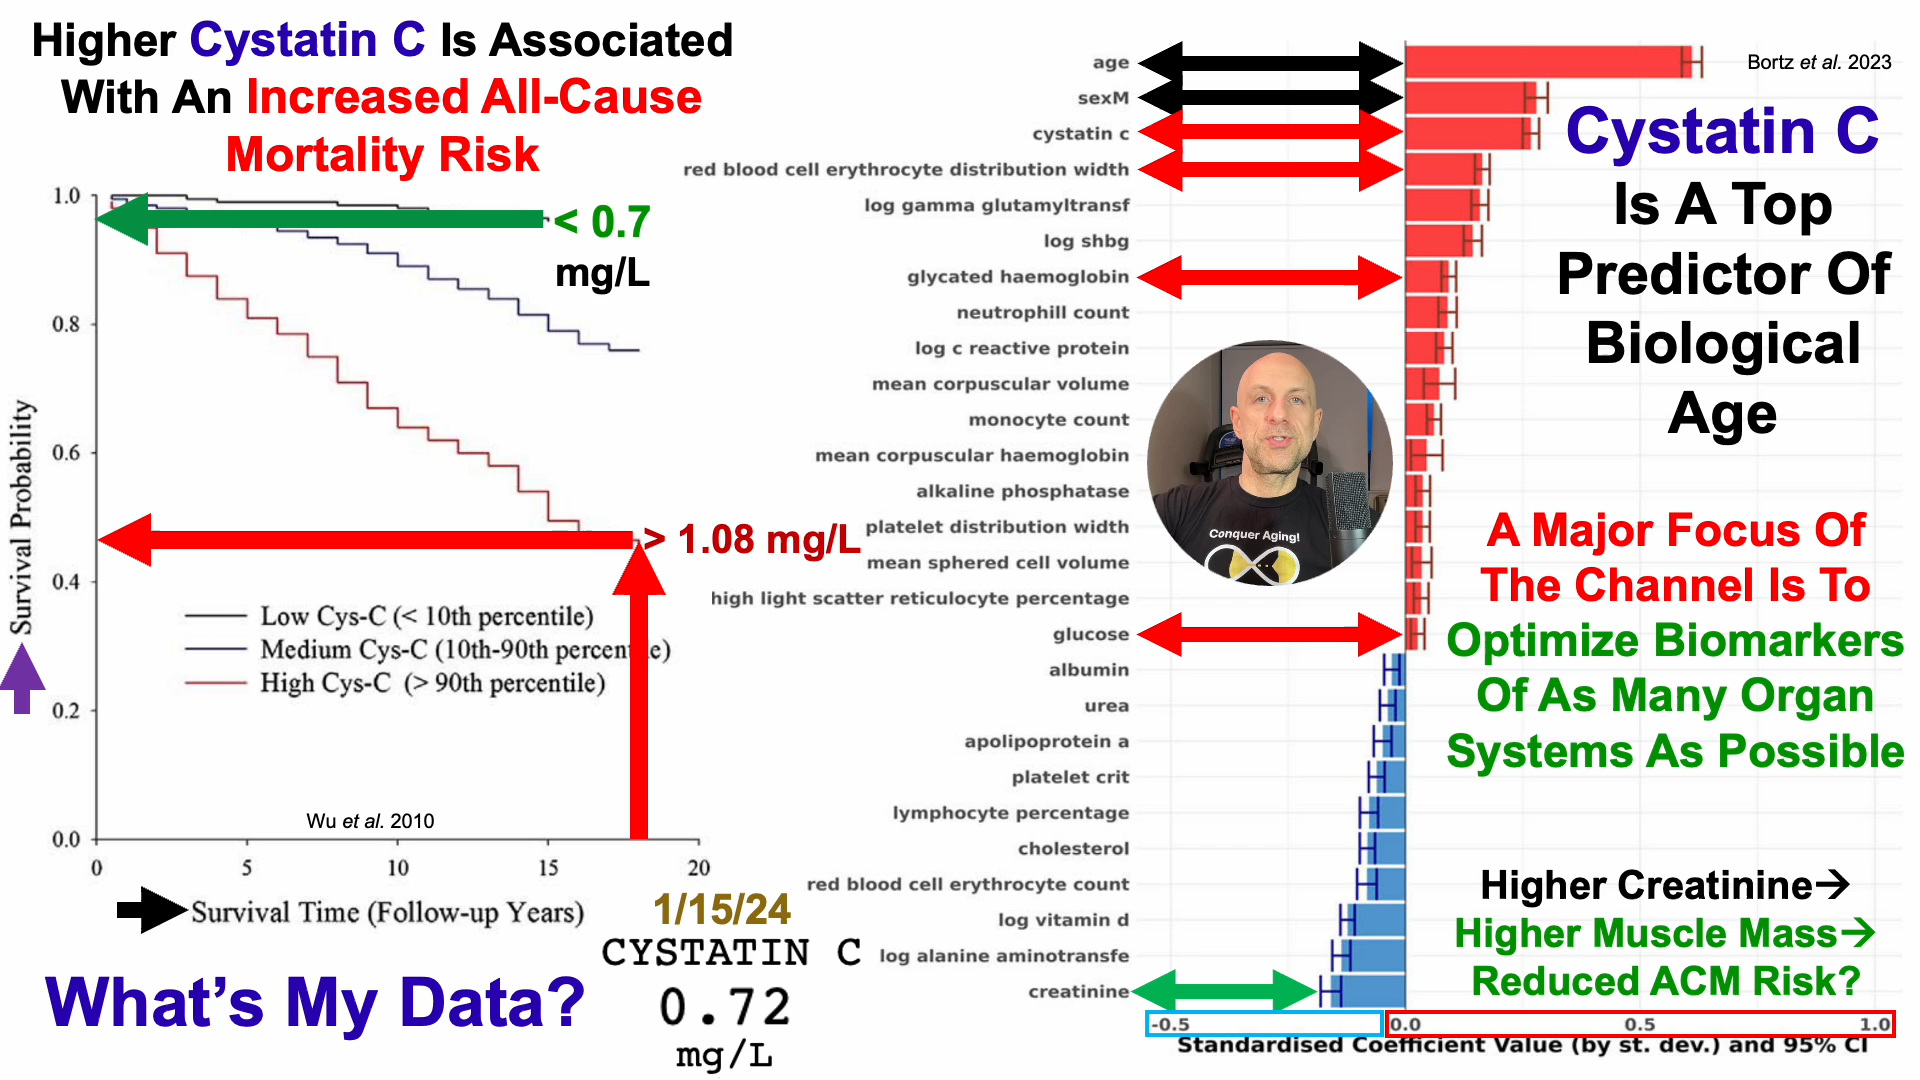 Higher Cystatin C Is Associated
With An Increased All-Cause
Mortality Risk
1.0
0.8
0.6
0.4
0.2
0.0
Survival Probability
< 0.7
mg/L
> 1.08 mg/L
Low Cys-C (< 10th percentile)
Medium Cys-C (10th-90th percentile)
High Cys-C (> 90th percentile)
Wu et al. 2010
0
5
10
15
20
Survival Time (Follow-up Years)
What's My Data?
1/15/24
CYSTATIN C
0.72
mg/L
age
sexM
cystatin c
red blood cell erythrocyte distribution width
log gamma glutamyltransf
log shbg
glycated haemoglobin
neutrophill count
log c reactive protein
mean corpuscular volume
monocyte count
mean corpuscular haemoglobin
alkaline phosphatase
platelet distribution width
mean sphered cell volume
high light scatter reticulocyte percentage
glucose
albumin
urea
apolipoprotein a
platelet crit
lymphocyte percentage
cholesterol
red blood cell erythrocyte count
log vitamin d
log alanine aminotransfe
creatinine
Conquer Aging!
-0.5
0.0
0.5
1.0
Standardised Coefficient Value (by st. dev.) and 95% CI
Bortz et al. 2023
Cystatin C
Is A Top
Predictor Of
Biological
Age
A Major Focus Of
The Channel Is To
Optimize Biomarkers
Of As Many Organ
Systems As Possible
Higher Creatinine→
Higher Muscle Mass→
Reduced ACM Risk?